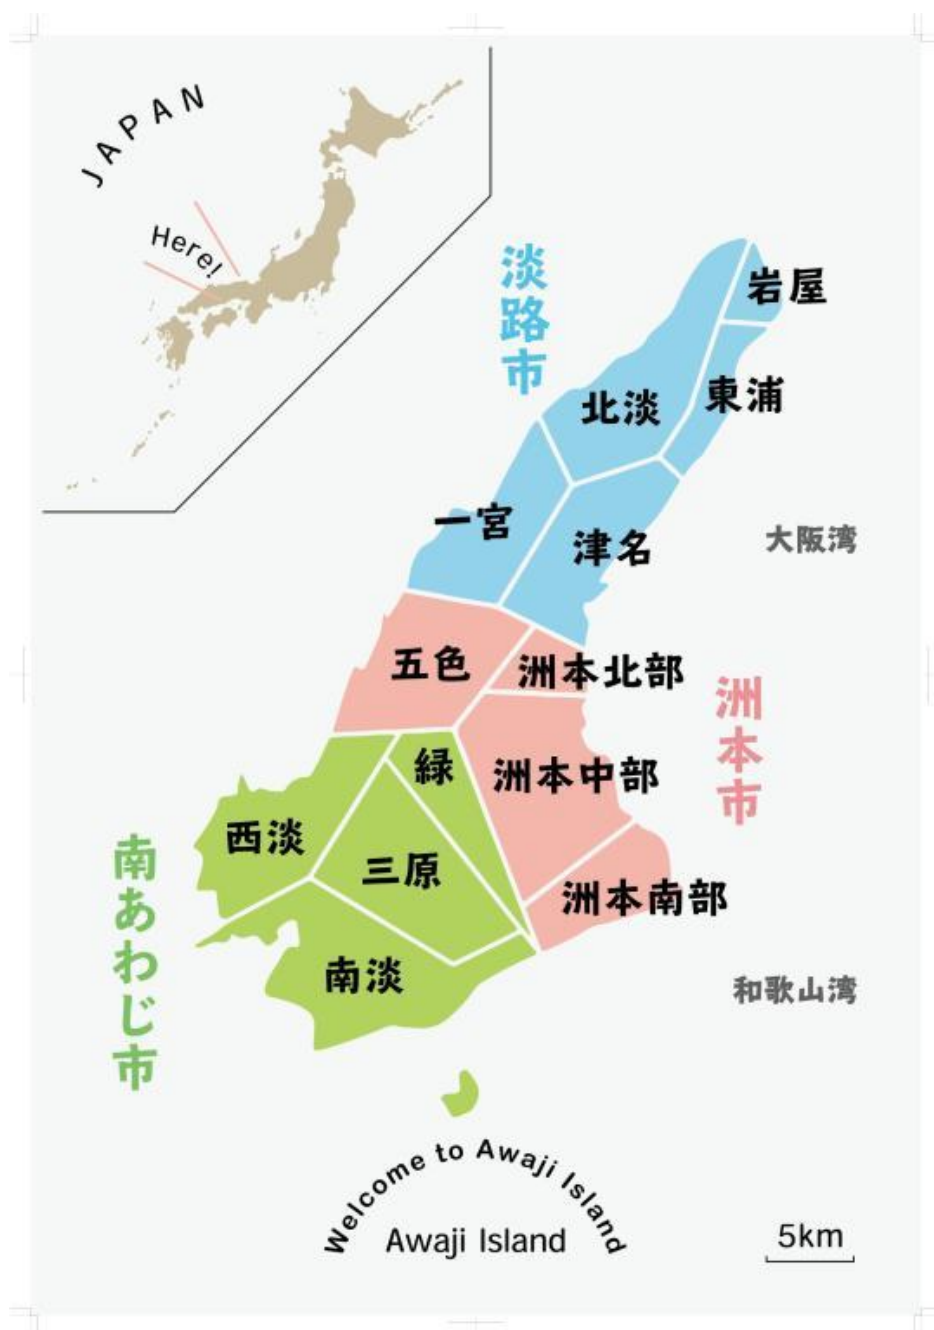 JAPAN
Here!
淡路市
岩屋
東浦
北淡
一宮
津名
大阪湾
五色
洲本北部
洲本市
緑
洲本中部
西淡
三原
洲本南部
南あわじ市
南淡
和歌山湾
Welcome to Awaji Island
Awaji Island
5km